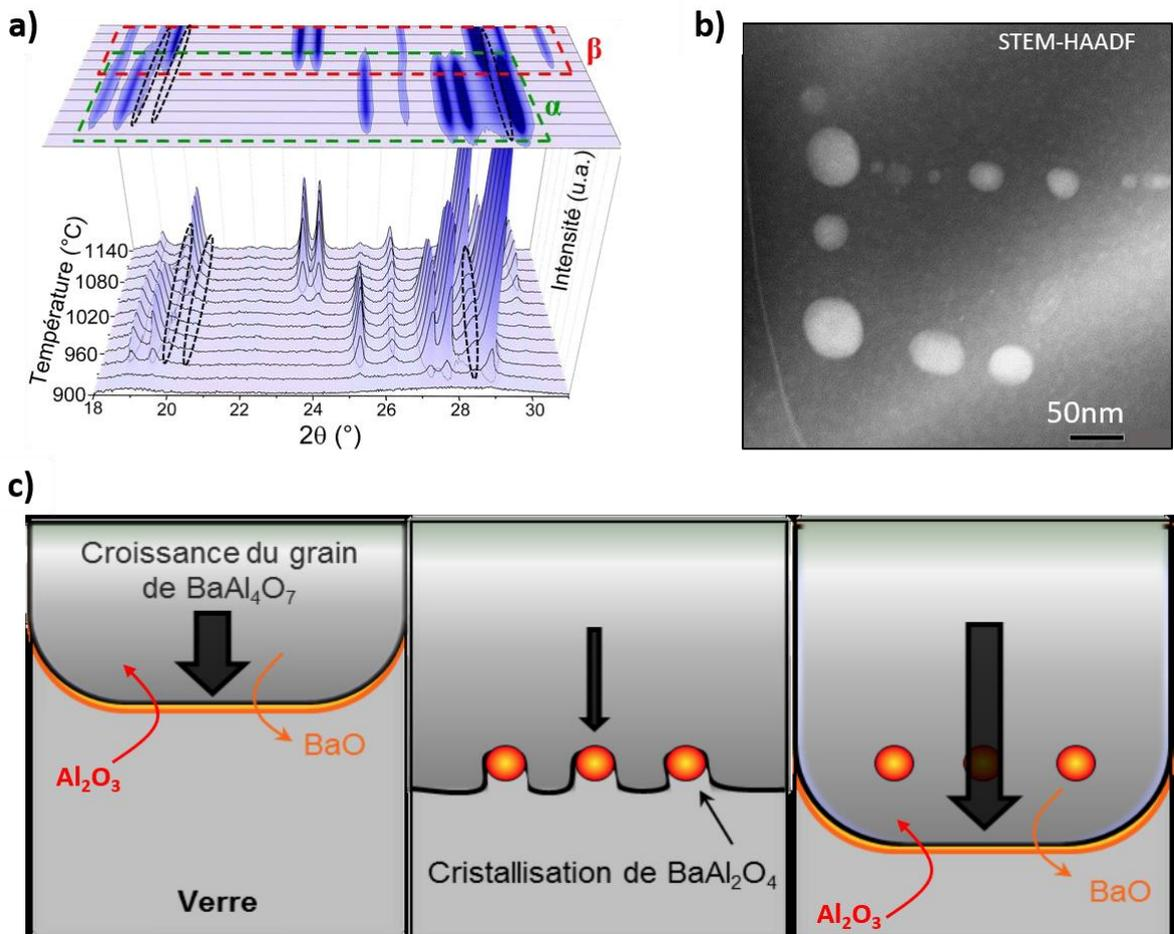 a)
β
α
Intensité (u.a.)
Température (°C)
1140
1080
1020
960
900
18
20
22
24
26
28
30
2θ (°)
b)
STEM-HAADF
50nm
c)
Croissance du grain
de BaAl₄O₇
BaO
Al₂O₃
Verre
Cristallisation de BaAl₂O₄
BaO
Al₂O₃